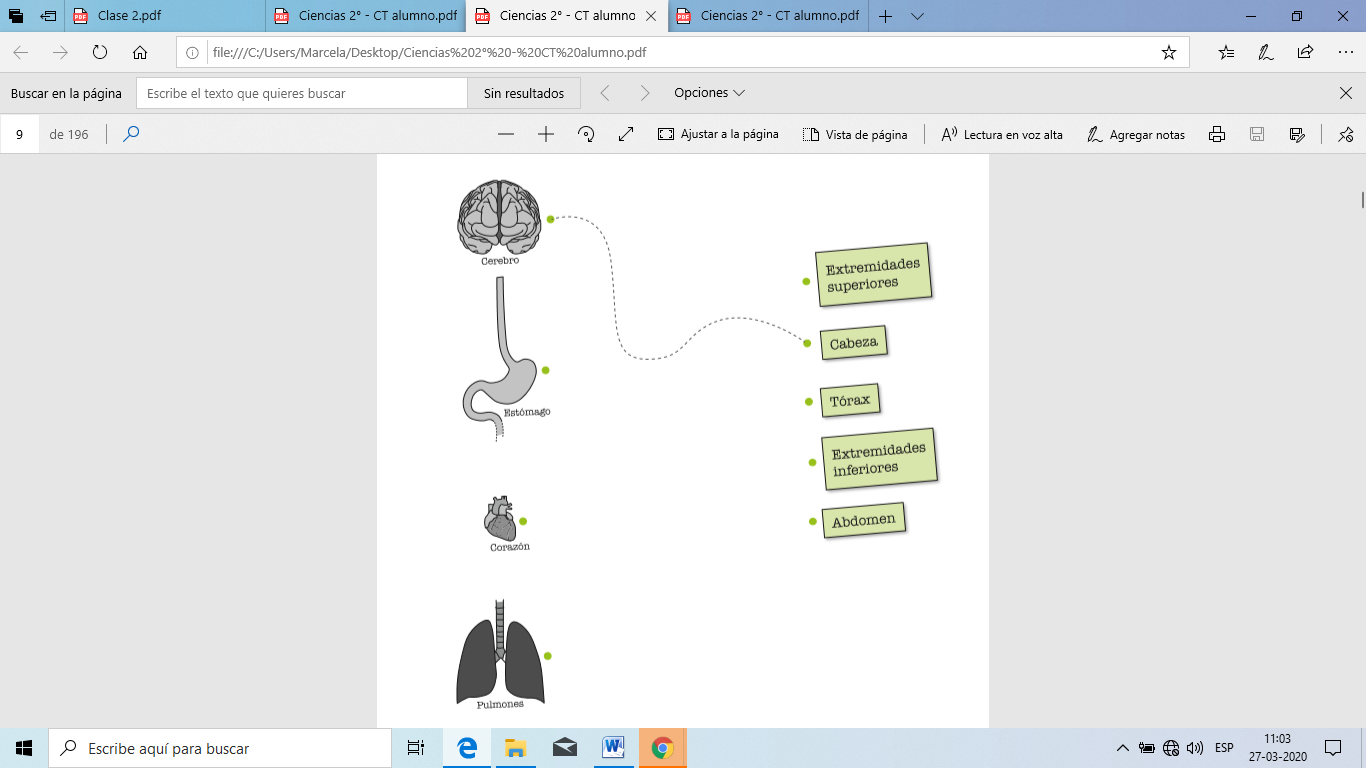 Clase 2.pdf
Ciencias 2° - CT alumno.pdf
Ciencias 2° - CT alumno
Ciencias 2° - CT alumno.pdf
file:///C:/Users/Marcela/Desktop/Ciencias%202°%20-%20CT%20alumno.pdf
Buscar en la página
Escribe el texto que quieres buscar
Sin resultados
Opciones
9
de 196
Ajustar a la página
Vista de página
Lectura en voz alta
Agregar notas
Cerebro
Estómago
Corazón
Pulmones
Extremidades
superiores
Cabeza
Tórax
Extremidades
inferiores
Abdomen
Escribe aquí para buscar
ESP
11:03
27-03-2020